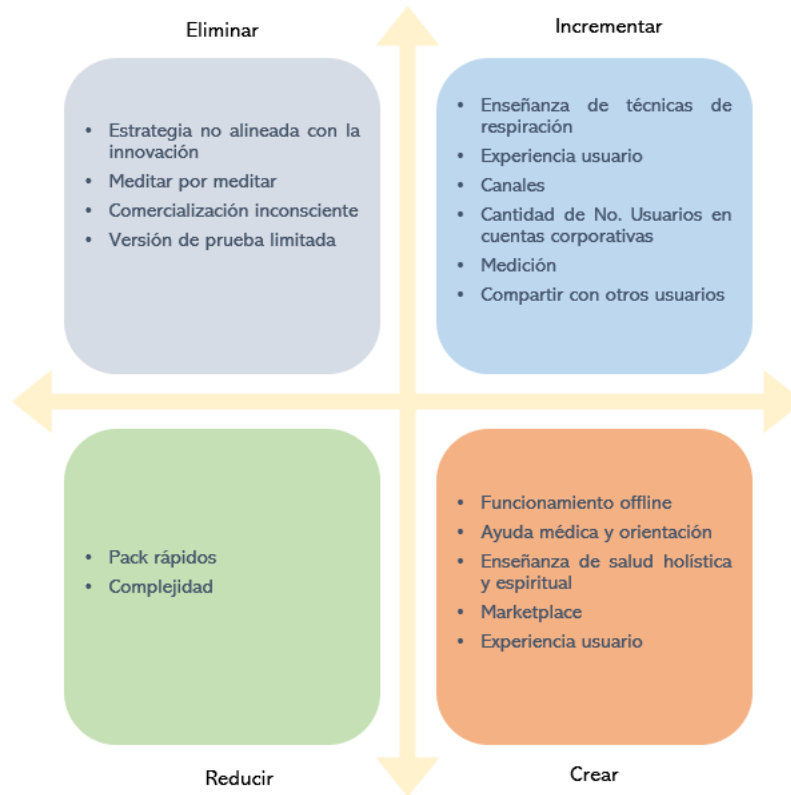 Eliminar
Incrementar
• Estrategia no alineada con la
innovación
• Meditar por meditar
• Comercialización inconsciente
• Versión de prueba limitada
• Enseñanza de técnicas de
respiración
• Experiencia usuario
• Canales
• Cantidad de No. Usuarios en
cuentas corporativas
• Medición
• Compartir con otros usuarios
• Pack rápidos
• Complejidad
• Funcionamiento offline
• Ayuda médica y orientación
• Enseñanza de salud holística
y espiritual
• Marketplace
• Experiencia usuario
Reducir
Crear